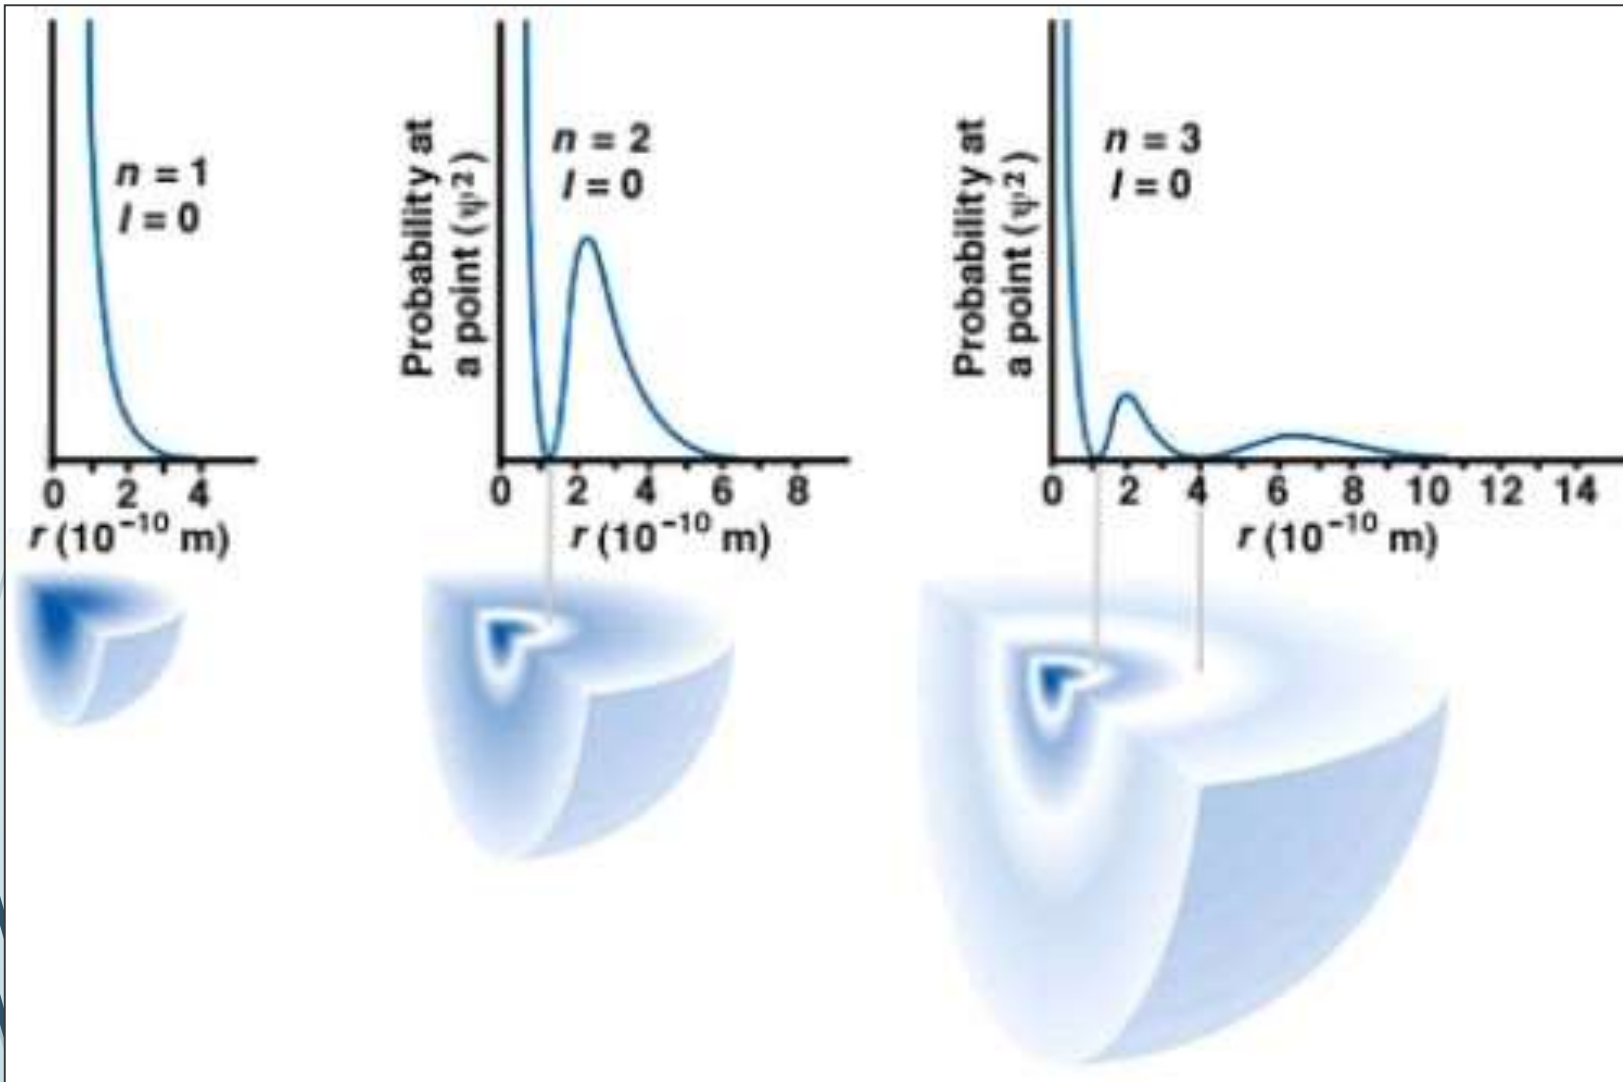 n = 1
l = 0
0 2 4
r (10⁻¹⁰ m)
Probability at
a point (ψ²)
n = 2
l = 0
0 2 4 6 8
r (10⁻¹⁰ m)
Probability at
a point (ψ²)
n = 3
l = 0
0 2 4 6 8 10 12 14
r (10⁻¹⁰ m)